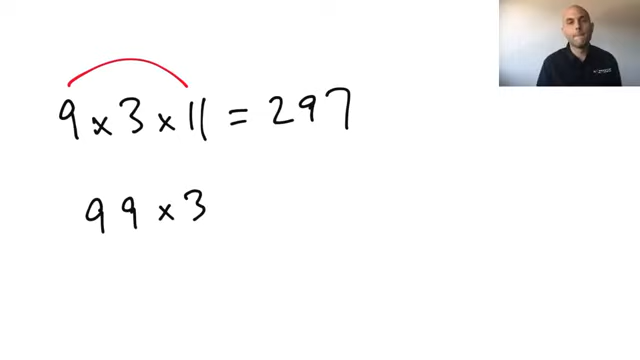 9 × 3 × 11 = 297
99 × 3